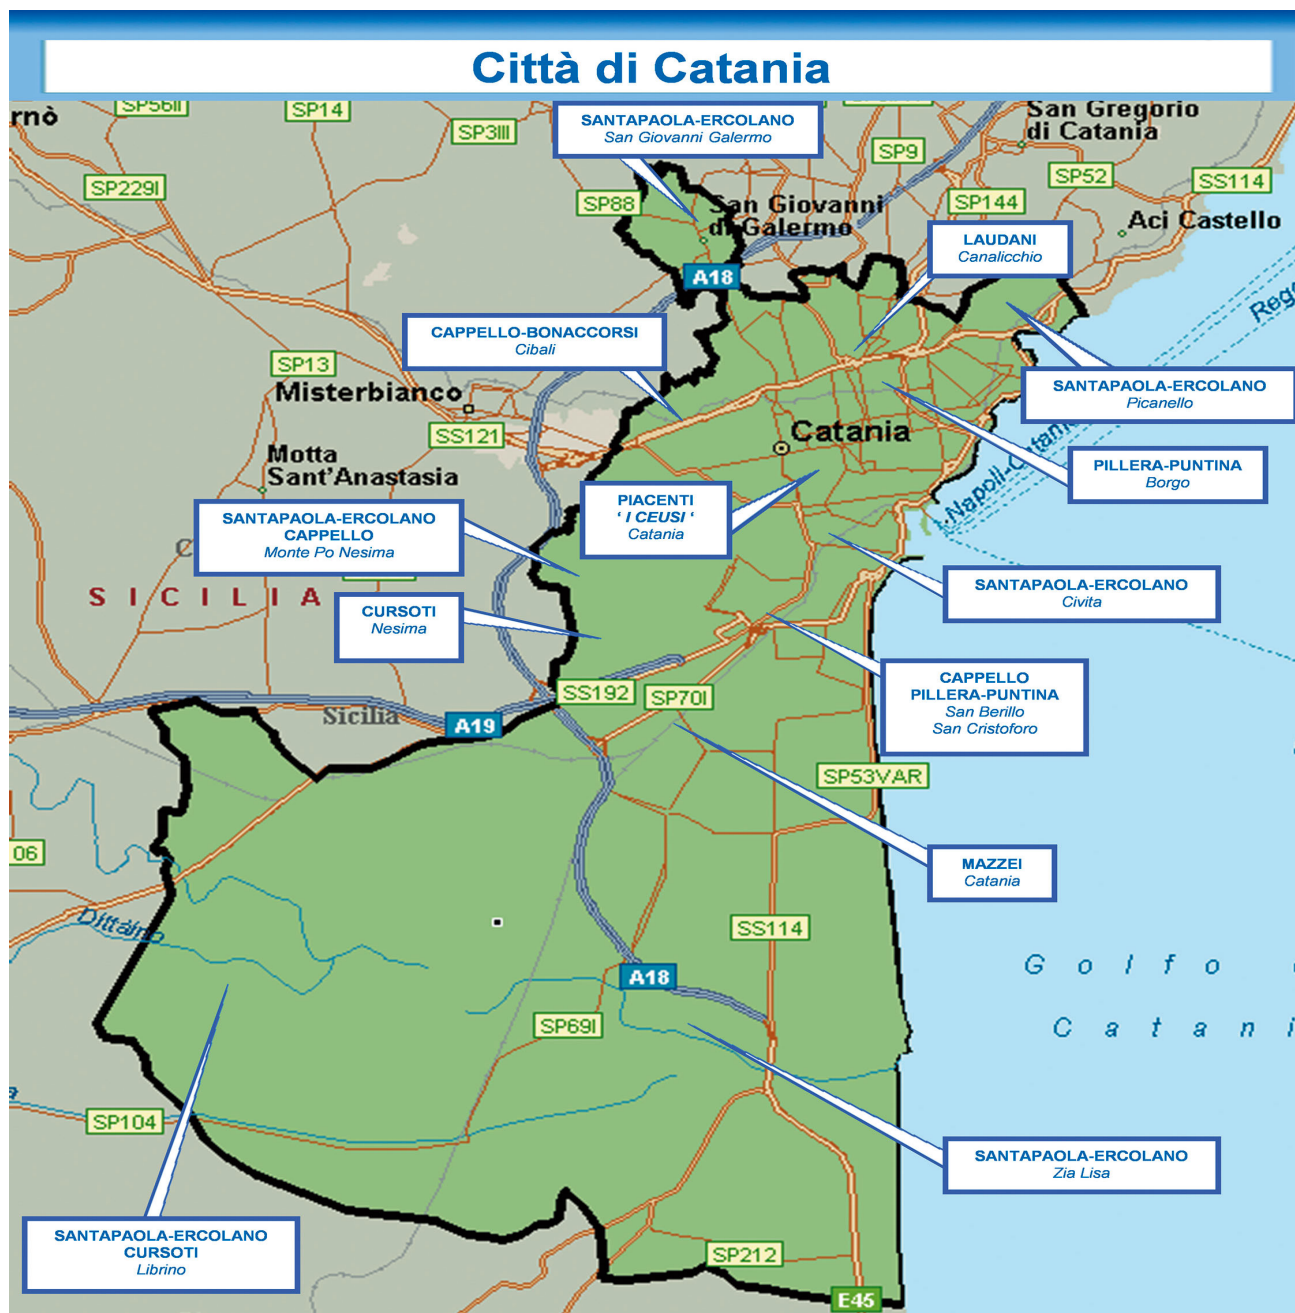 Città di Catania
SP56II
SP14
SP3III
SANTAPAOLA-ERCOLANO
San Giovanni Galermo
San Gregorio
di Catania
rnò
SP9
SP52
SS114
SP229I
SP88
San Giovanni
di Galermo
SP144
Aci Castello
LAUDANI
Canalicchio
A18
CAPPELLO-BONACCORSI
Cibali
SP13
Misterbianco
SS121
SANTAPAOLA-ERCOLANO
Picanello
Catania
Motta
Sant'Anastasia
PILLERA-PUNTINA
Borgo
Napoli-Catania
PIACENTI
‘ I CEUSI ‘
Catania
SANTAPAOLA-ERCOLANO
CAPPELLO
Monte Po Nesima
SANTAPAOLA-ERCOLANO
Civita
SICILIA
CURSOTI
Nesima
CAPPELLO
PILLERA-PUNTINA
San Berillo
San Cristoforo
SS192
SP70I
Sicilia
A19
SP53VAR
06
MAZZEI
Catania
Dittàino
SS114
Golfo
Catani
A18
SP69I
SP104
SANTAPAOLA-ERCOLANO
Zia Lisa
SANTAPAOLA-ERCOLANO
CURSOTI
Librino
SP212
E45